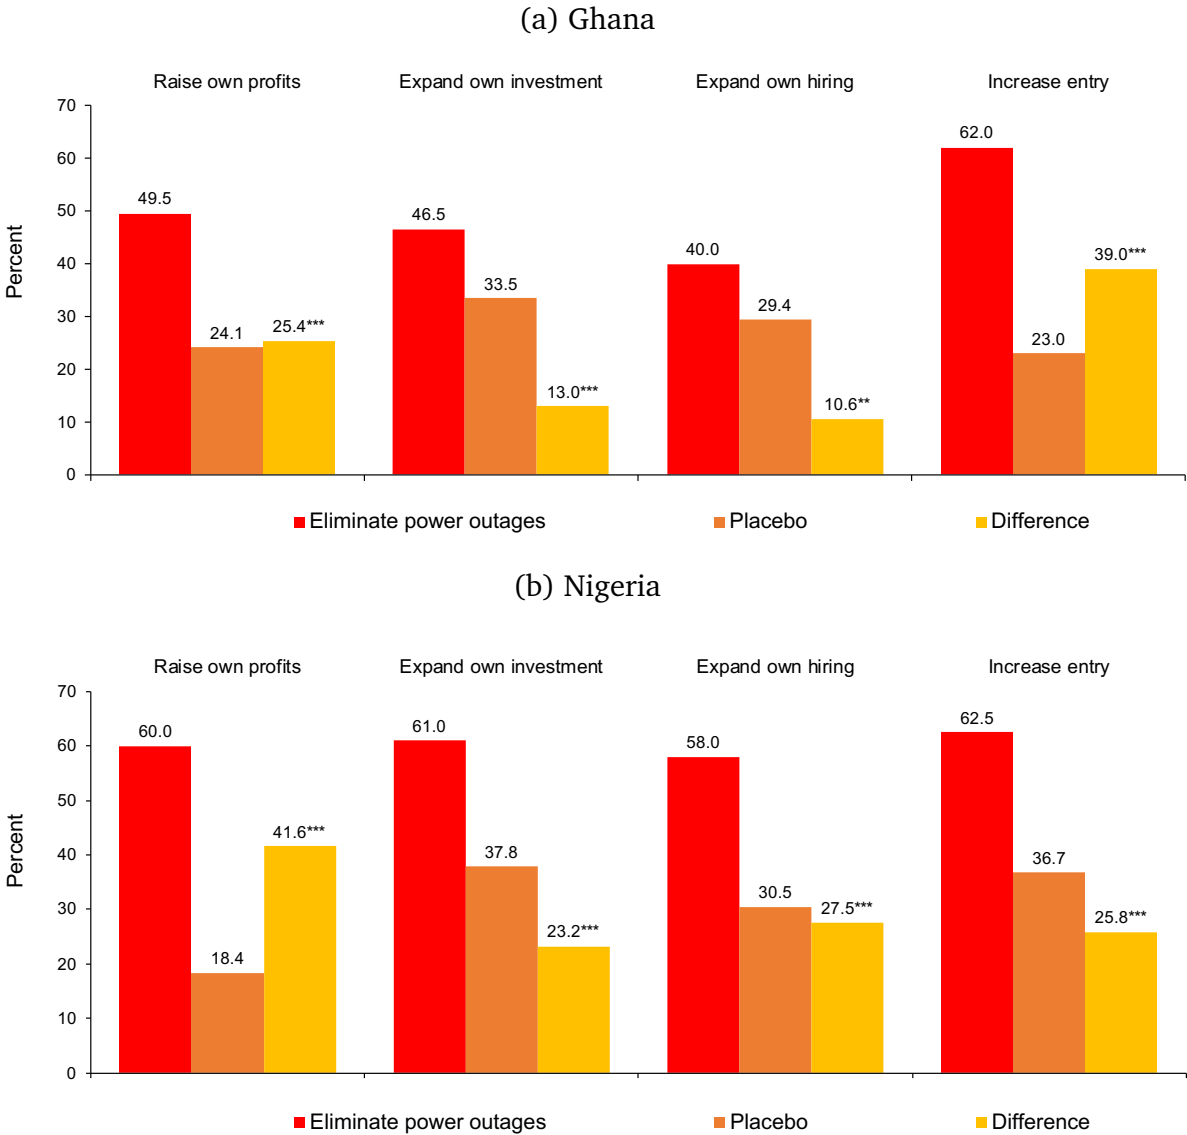 (a) Ghana
Raise own profits Expand own investment Expand own hiring Increase entry
Percent
70
60
50
40
30
20
10
0
49.5 24.1 25.4***
46.5 33.5 13.0***
40.0 29.4 10.6**
62.0 23.0 39.0***
Eliminate power outages Placebo Difference
(b) Nigeria
Raise own profits Expand own investment Expand own hiring Increase entry
Percent
70
60
50
40
30
20
10
0
60.0 18.4 41.6***
61.0 37.8 23.2***
58.0 30.5 27.5***
62.5 36.7 25.8***
Eliminate power outages Placebo Difference